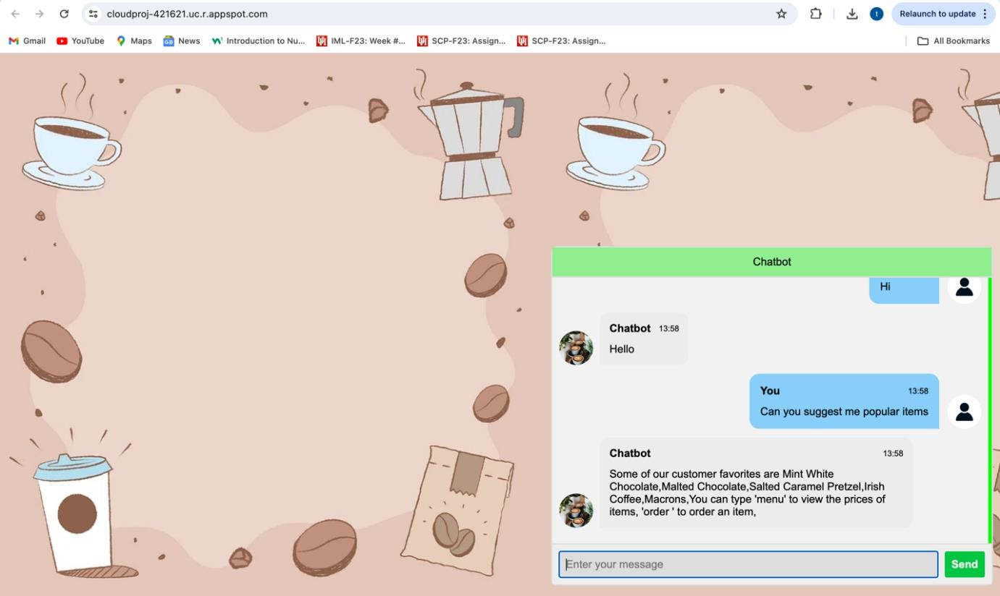 cloudproj-421621.uc.r.appspot.com
t
Relaunch to update
Gmail
YouTube
Maps
News
Introduction to Nu...
IML-F23: Week #...
SCP-F23: Assign...
SCP-F23: Assign...
All Bookmarks
Chatbot
Hi
Chatbot 13:58
Hello
You 13:58
Can you suggest me popular items
Chatbot 13:58
Some of our customer favorites are Mint White
Chocolate,Malted Chocolate,Salted Caramel Pretzel,Irish
Coffee,Macrons,You can type 'menu' to view the prices of
items, 'order ' to order an item,
Enter your message
Send